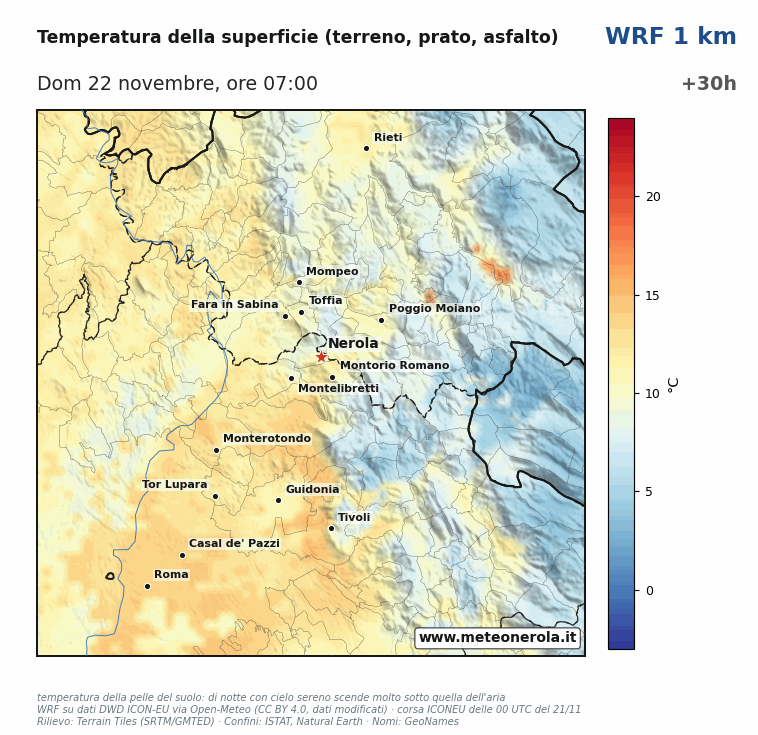 Temperatura della superficie (terreno, prato, asfalto)
WRF 1 km
Dom 22 novembre, ore 07:00
+30h
Rieti
Mompeo
Toffia
Fara in Sabina
Poggio Moiano
Nerola
Montorio Romano
Montelibretti
Monterotondo
Tor Lupara
Guidonia
Tivoli
Casal de' Pazzi
Roma
www.meteonerola.it
20
15
10
5
0
°C
temperatura della pelle del suolo: di notte con cielo sereno scende molto sotto quella dell'aria
WRF su dati DWD ICON-EU via Open-Meteo (CC BY 4.0, dati modificati) · corsa ICONEU delle 00 UTC del 21/11
Rilievo: Terrain Tiles (SRTM/GMTED) · Confini: ISTAT, Natural Earth · Nomi: GeoNames